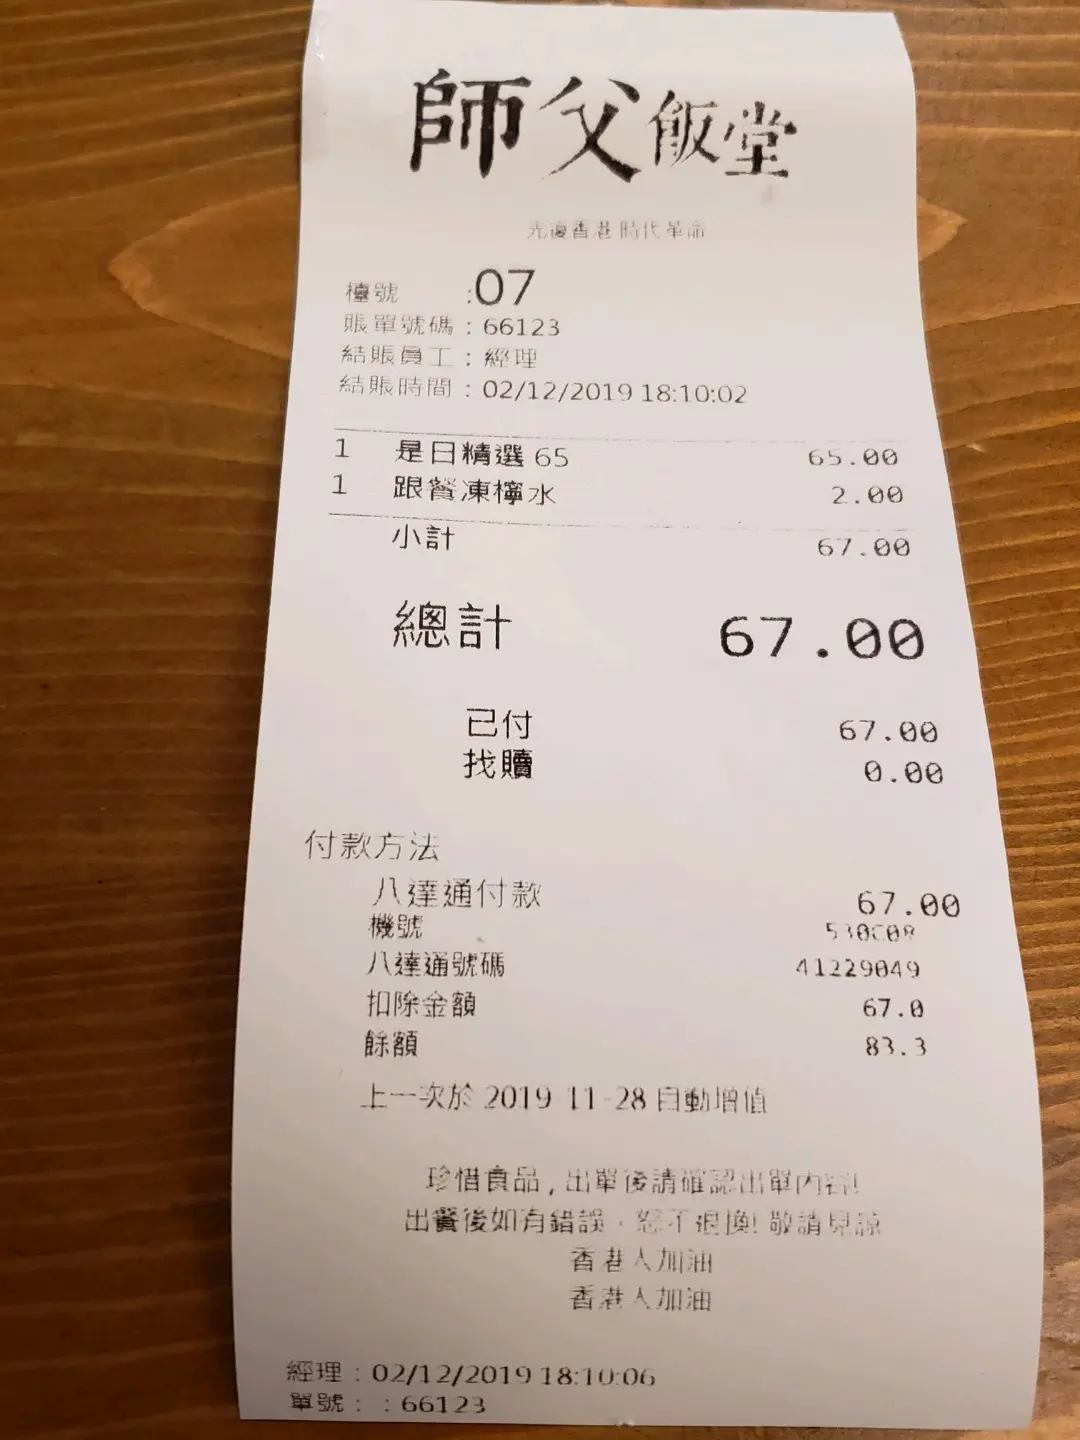 師父飯堂
光復香港 時代革命
檯號 :07
賬單號碼 : 66123
結賬員工 : 經理
結賬時間 : 02/12/2019 18:10:02
1 是日精選 65 65.00
1 跟餐凍檸水 2.00
小計 67.00
總計 67.00
已付 67.00
找贖 0.00
付款方法
八達通付款 67.00
機號 530C08
八達通號碼 41229049
扣除金額 67.0
餘額 83.3
上一次於 2019-11-28 自動增值
珍惜食品, 出單後請確認出單內容!
出餐後如有錯誤, 恕不退換! 敬請見諒
香港人加油
香港人加油
經理 : 02/12/2019 18:10:06
單號 : : 66123